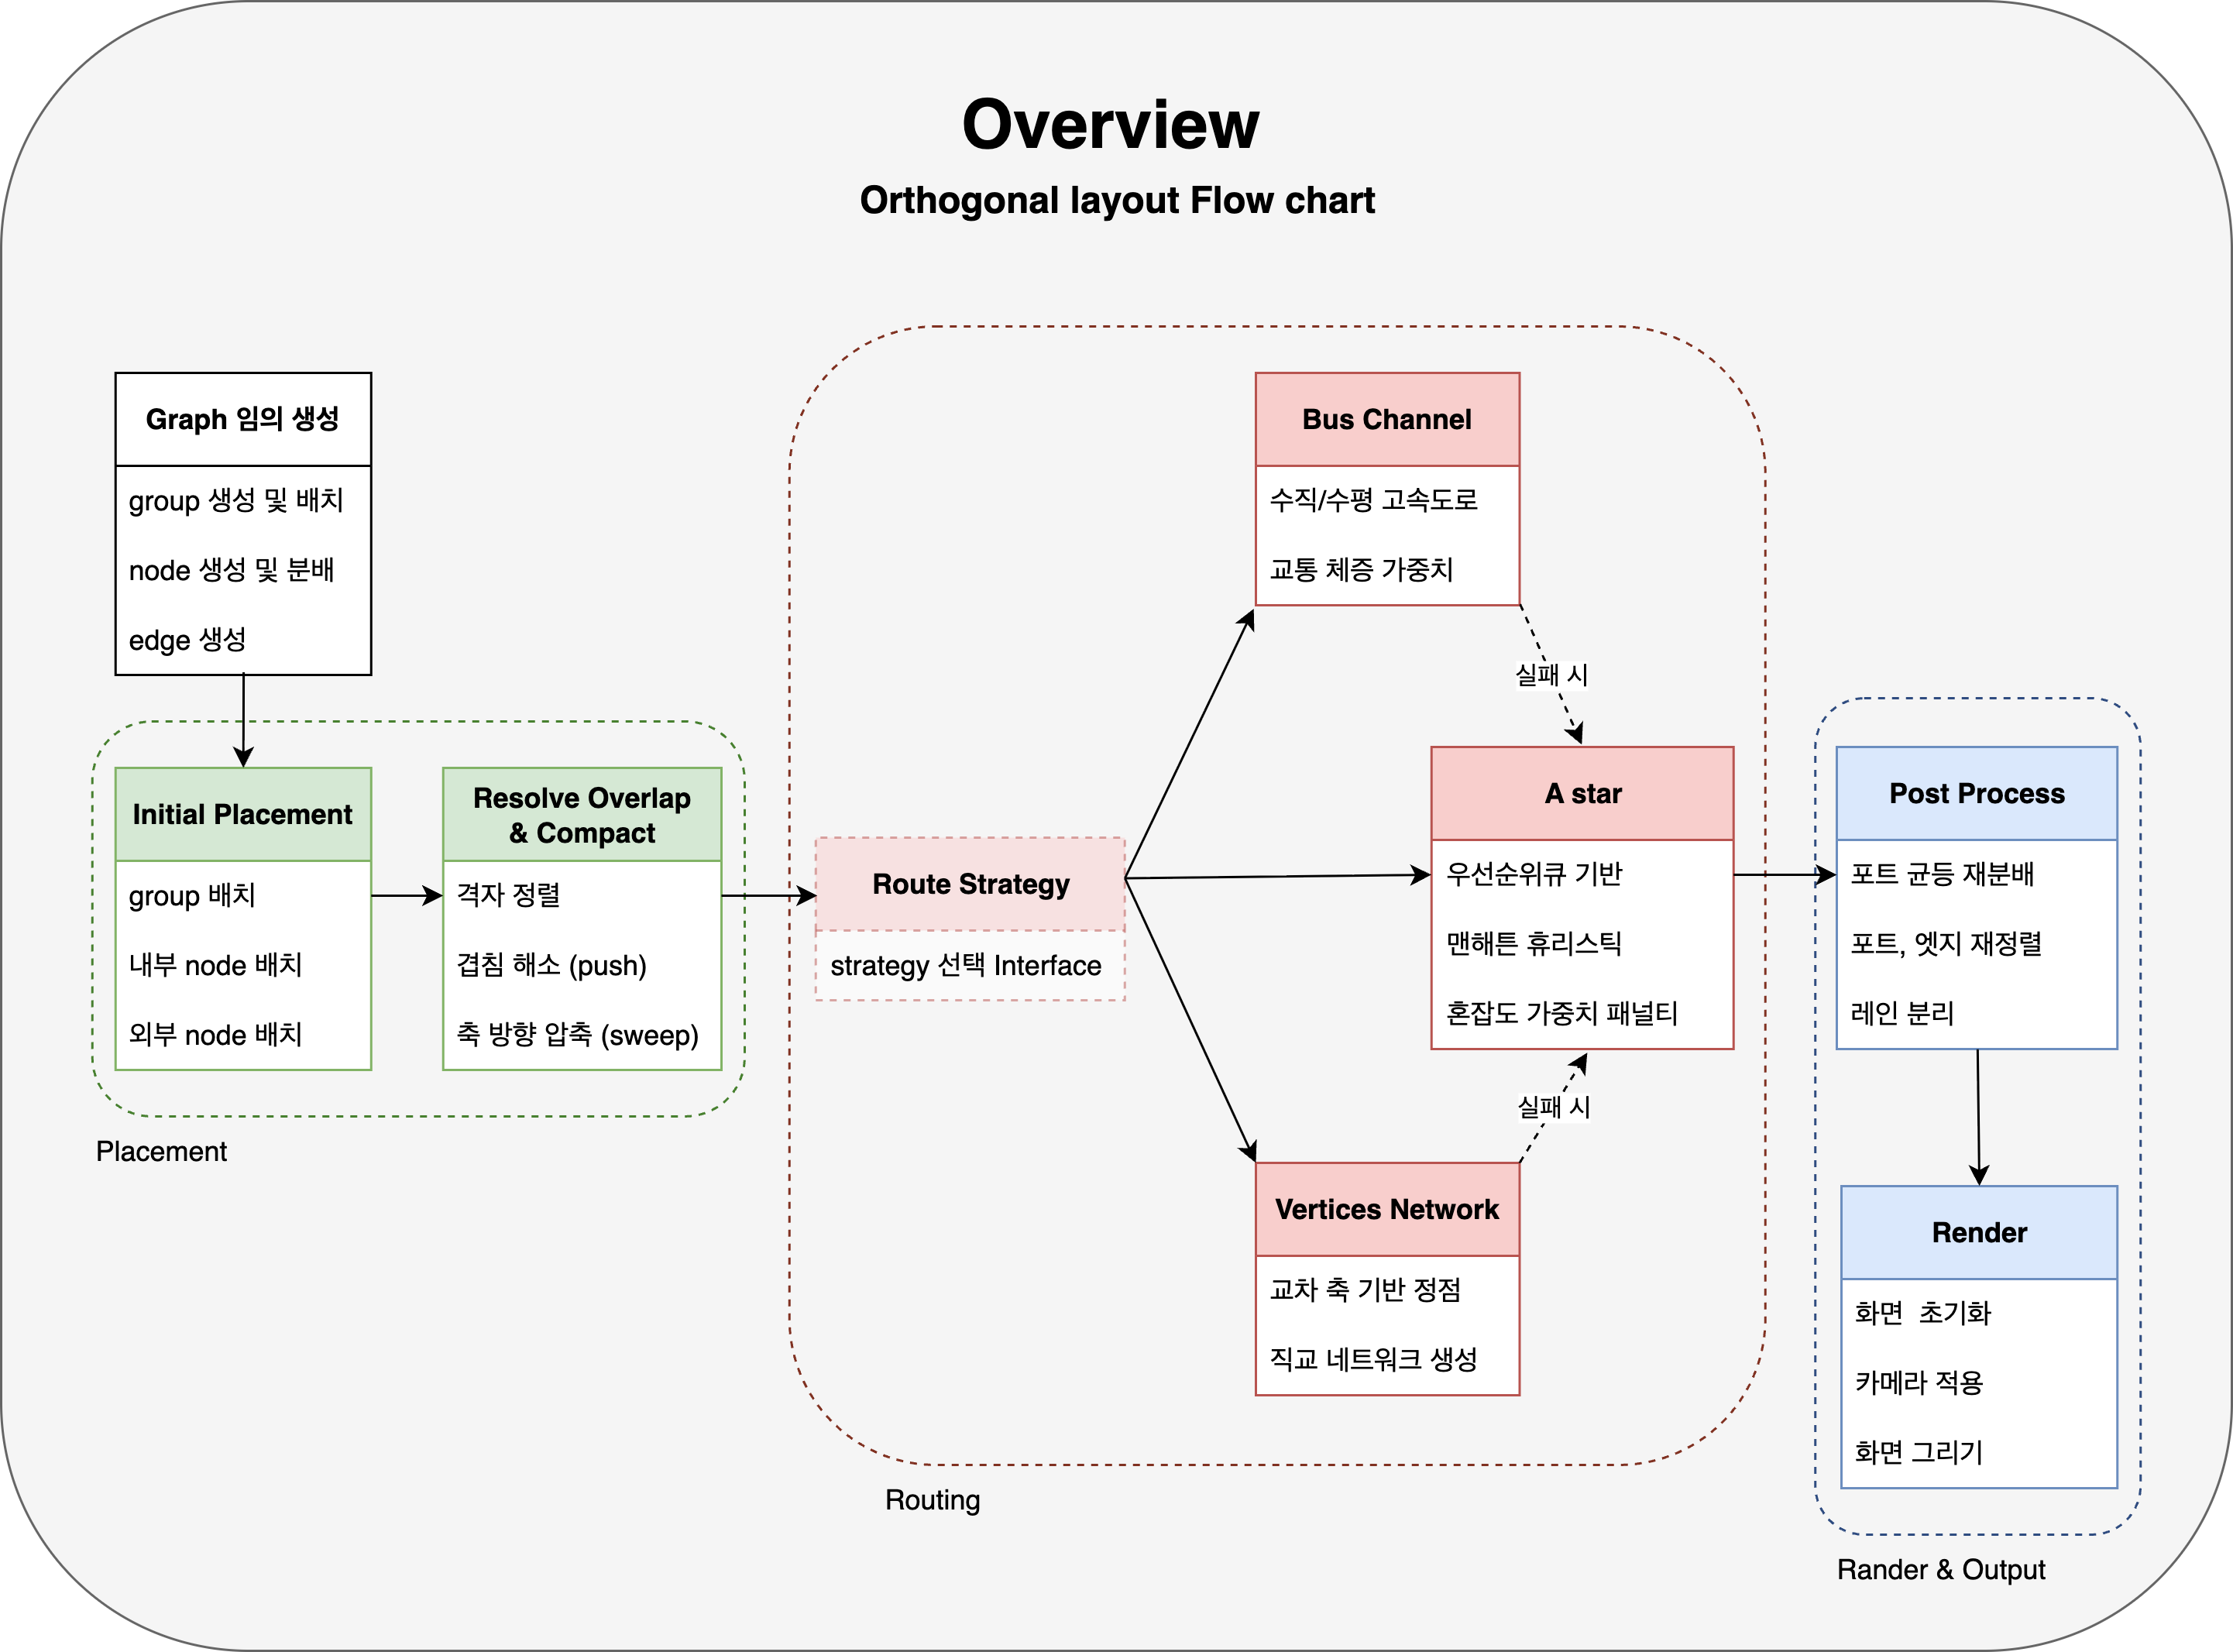 Overview
Orthogonal layout Flow chart
Graph 임의 생성
group 생성 및 배치
node 생성 및 분배
edge 생성
Initial Placement
group 배치
내부 node 배치
외부 node 배치
Resolve Overlap
& Compact
격자 정렬
겹침 해소 (push)
축 방향 압축 (sweep)
Placement
Route Strategy
strategy 선택 Interface
Bus Channel
수직/수평 고속도로
교통 체증 가중치
실패 시
A star
우선순위큐 기반
맨해튼 휴리스틱
혼잡도 가중치 패널티
실패 시
Vertices Network
교차 축 기반 정점
직교 네트워크 생성
Routing
Post Process
포트 균등 재분배
포트, 엣지 재정렬
레인 분리
Render
화면 초기화
카메라 적용
화면 그리기
Rander & Output